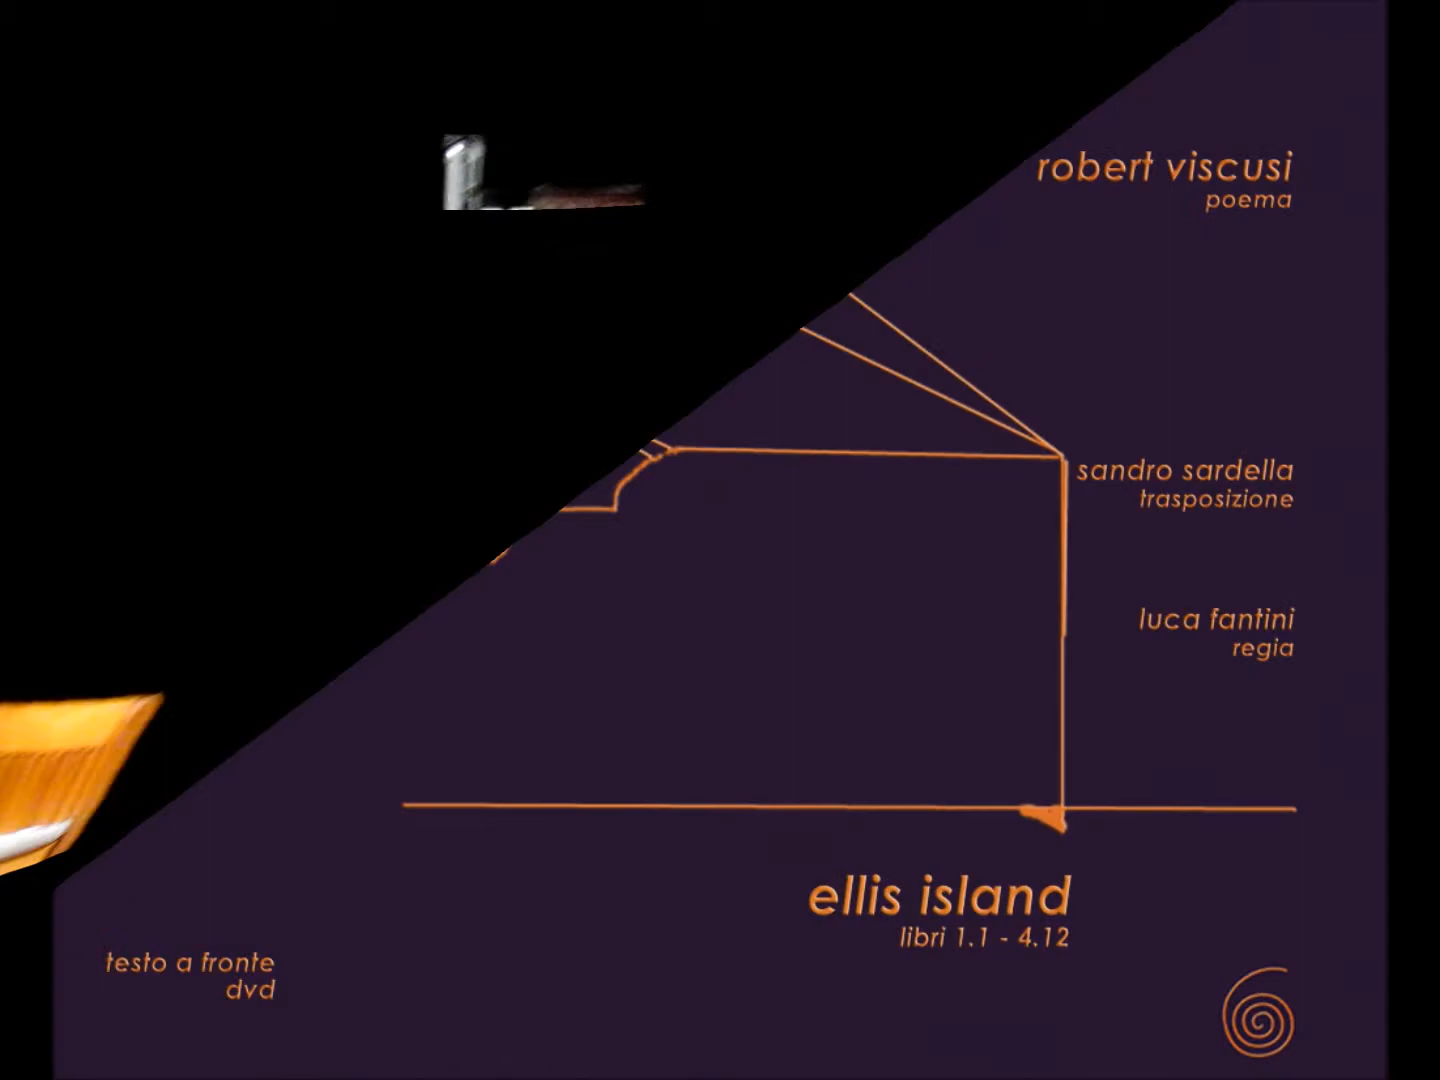 robert viscusi
poema
sandro sardella
trasposizione
luca fantini
regia
ellis island
libri 1.1 - 4.12
testo a fronte
dvd